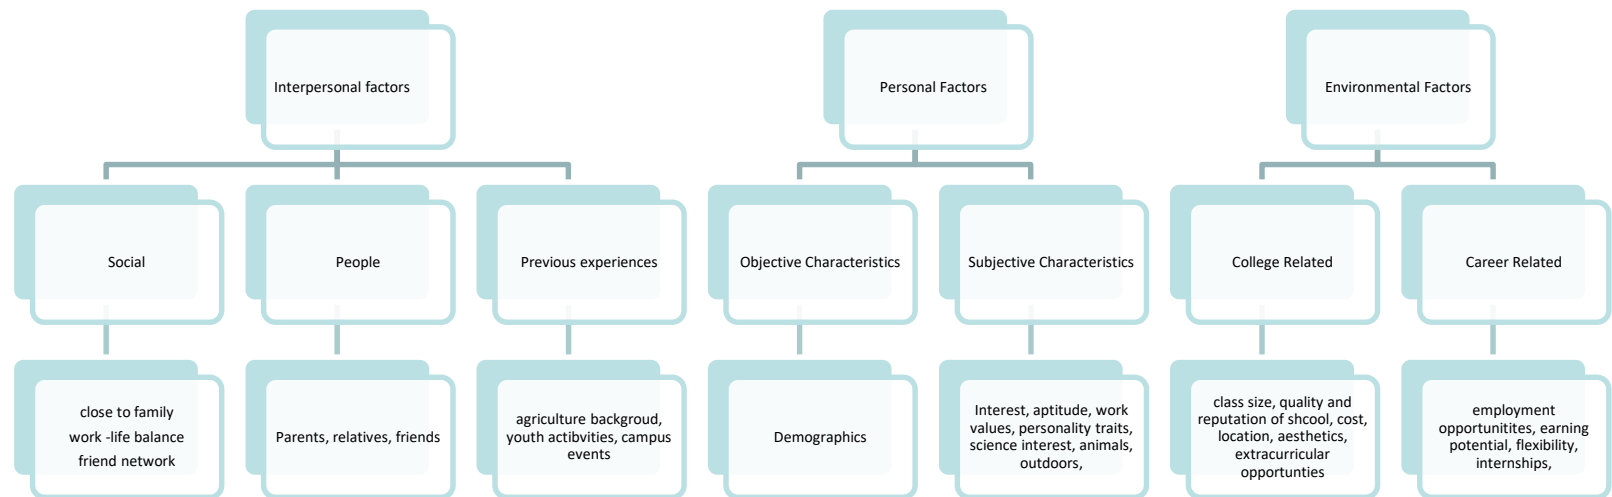 Interpersonal factors
Personal Factors
Environmental Factors
Social
People
Previous experiences
Objective Characteristics
Subjective Characteristics
College Related
Career Related
close to family
work -life balance
friend network
Parents, relatives, friends
agriculture backgroud,
youth actibvities, campus
events
Demographics
Interest, aptitude, work
values, personality traits,
science interest, animals,
outdoors,
class size, quality and
reputation of shcool, cost,
location, aesthetics,
extracurricular
opportunties
employment
opportunitites, earning
potential, flexibility,
internships,